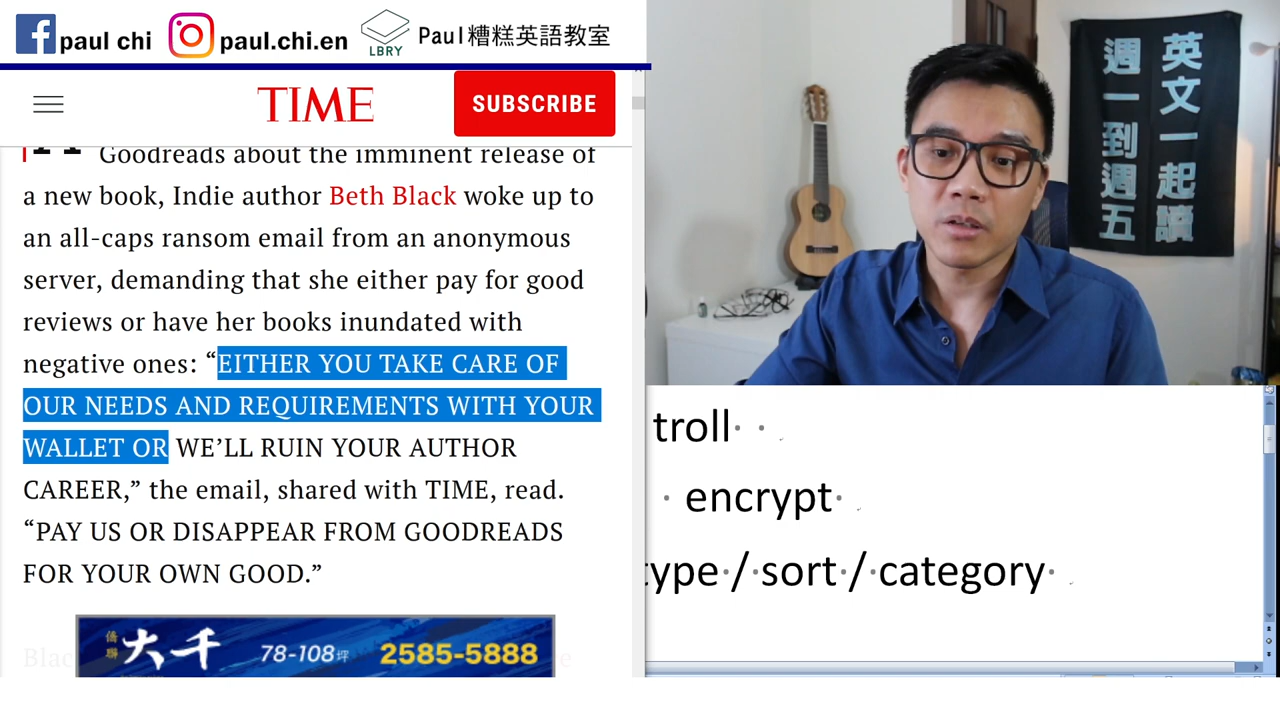 paul chi
paul.chi.en
LBRY
Paul糟糕英語教室
TIME
SUBSCRIBE
Goodreads about the imminent release of
a new book, Indie author Beth Black woke up to
an all-caps ransom email from an anonymous
server, demanding that she either pay for good
reviews or have her books inundated with
negative ones: “EITHER YOU TAKE CARE OF
OUR NEEDS AND REQUIREMENTS WITH YOUR
WALLET OR WE’LL RUIN YOUR AUTHOR
CAREER,” the email, shared with TIME, read.
“PAY US OR DISAPPEAR FROM GOODREADS
FOR YOUR OWN GOOD.”
僑聯
大千
78-108坪
2585-5888
英文一起讀
週一到週五
troll
encrypt
type / sort / category